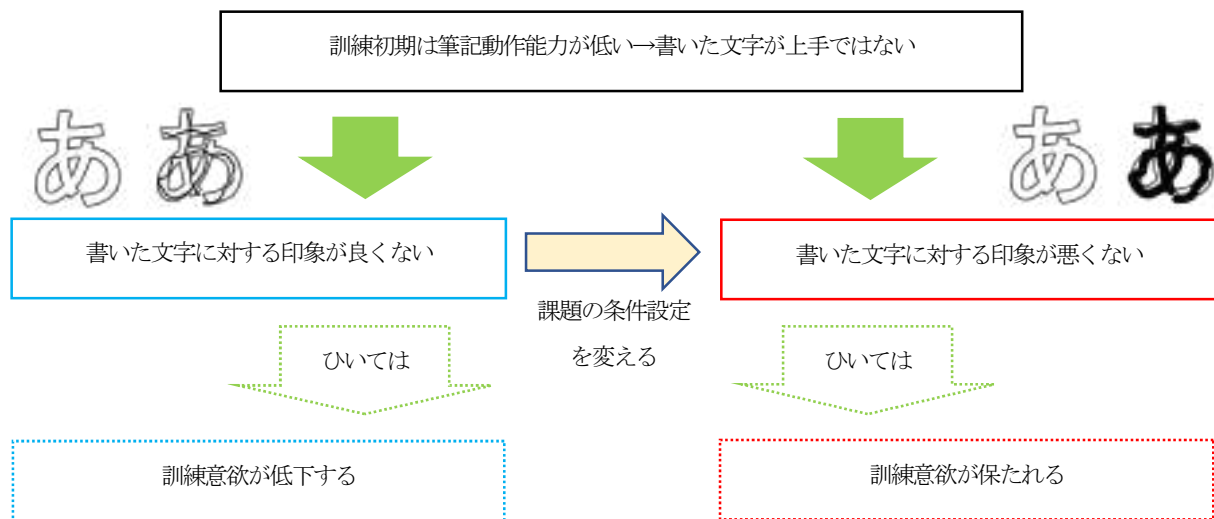 訓練初期は筆記動作能力が低い→書いた文字が上手ではない
あ あ
あ あ
書いた文字に対する印象が良くない
書いた文字に対する印象が悪くない
課題の条件設定
を変える
ひいては
ひいては
訓練意欲が低下する
訓練意欲が保たれる